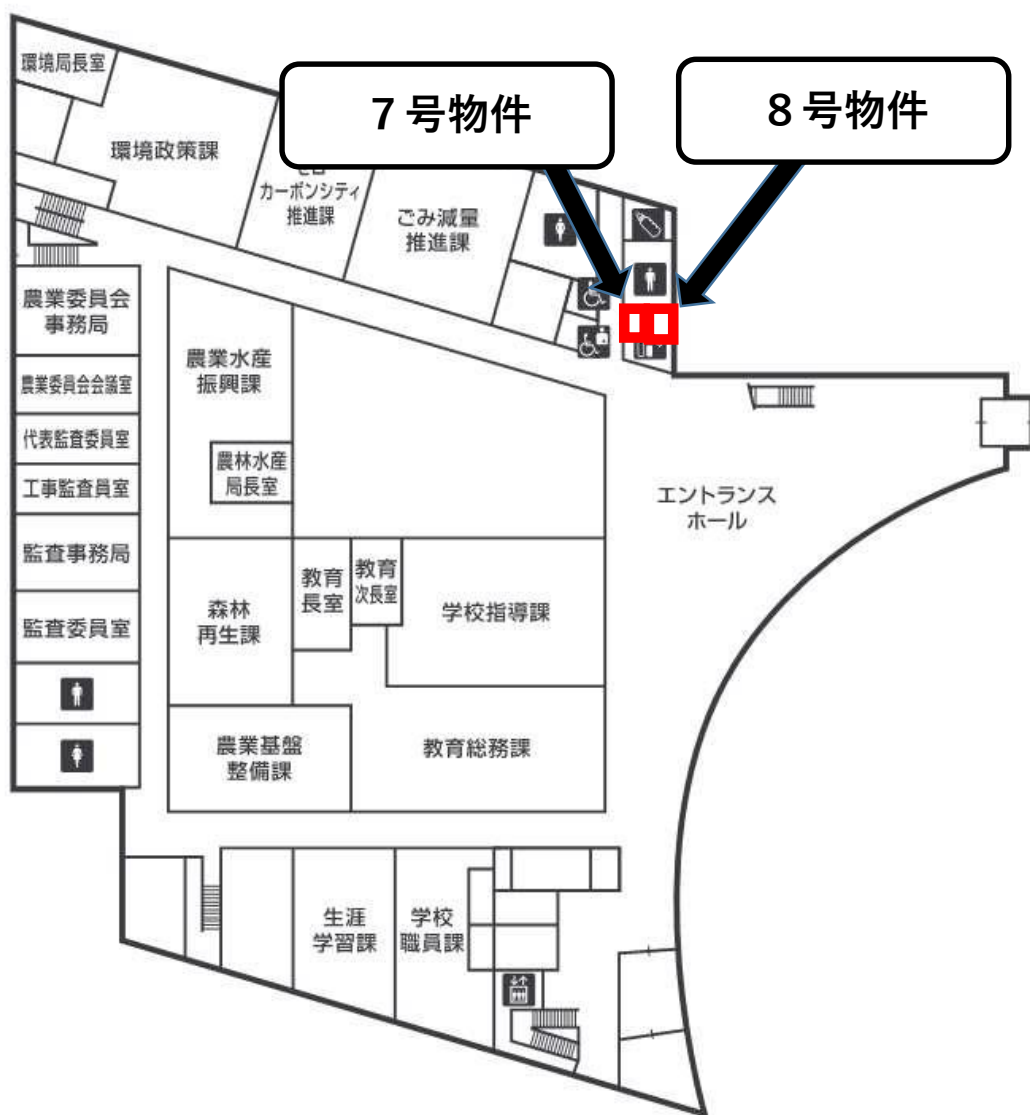 環境局長室
7号物件
8号物件
環境政策課
ゼロ
カーボンシティ
推進課
ごみ減量
推進課
農業委員会
事務局
農業水産
振興課
農業委員会会議室
代表監査委員室
農林水産
局長室
工事監査員室
エントランス
ホール
監査事務局
教育
長室
教育
次長室
森林
再生課
学校指導課
監査委員室
農業基盤
整備課
教育総務課
生涯
学習課
学校
職員課